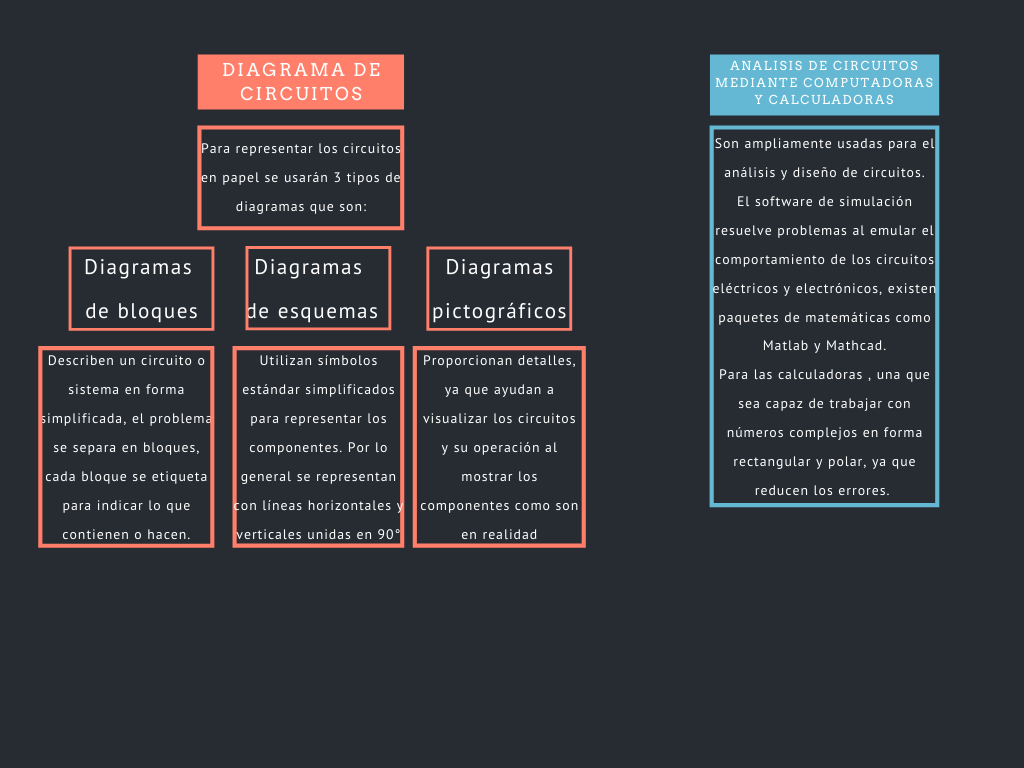 DIAGRAMA DE
CIRCUITOS
Para representar los circuitos
en papel se usarán 3 tipos de
diagramas que son:
Diagramas
de bloques
Describen un circuito o
sistema en forma
simplificada, el problema
se separa en bloques,
cada bloque se etiqueta
para indicar lo que
contienen o hacen.
Diagramas
de esquemas
Utilizan símbolos
estándar simplificados
para representar los
componentes. Por lo
general se representan
con líneas horizontales y
verticales unidas en 90°
Diagramas
pictográficos
Proporcionan detalles,
ya que ayudan a
visualizar los circuitos
y su operación al
mostrar los
componentes como son
en realidad
ANALISIS DE CIRCUITOS
MEDIANTE COMPUTADORAS
Y CALCULADORAS
Son ampliamente usadas para el
análisis y diseño de circuitos.
El software de simulación
resuelve problemas al emular el
comportamiento de los circuitos
eléctricos y electrónicos, existen
paquetes de matemáticas como
Matlab y Mathcad.
Para las calculadoras , una que
sea capaz de trabajar con
números complejos en forma
rectangular y polar, ya que
reducen los errores.